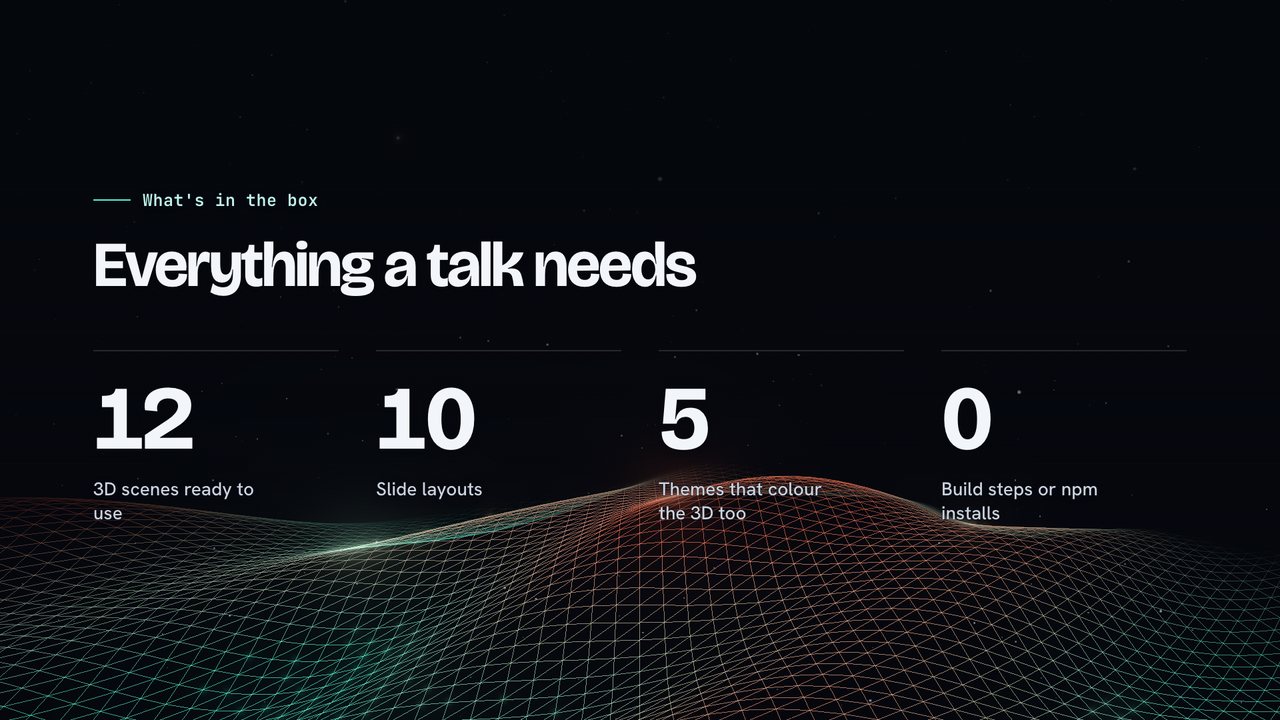 What's in the box
Everything a talk needs
12
3D scenes ready to
use
10
Slide layouts
5
Themes that colour
the 3D too
0
Build steps or npm
installs